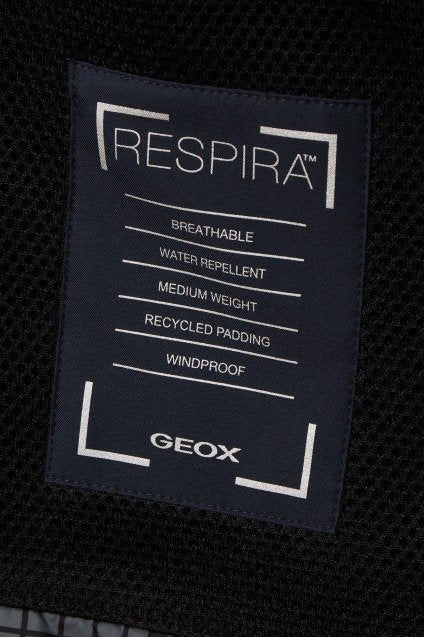 RESPIRA™
BREATHABLE
WATER REPELLENT
MEDIUM WEIGHT
RECYCLED PADDING
WINDPROOF
GEOX